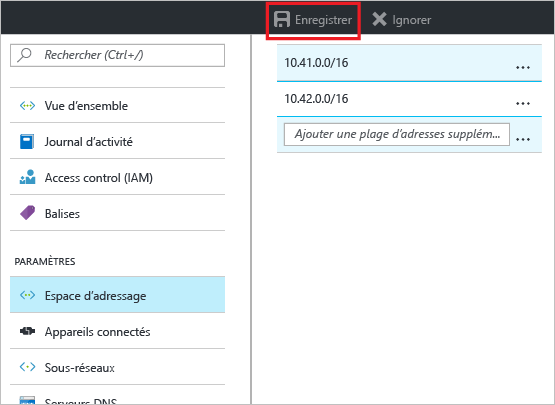 Enregistrer
Ignorer
Rechercher (Ctrl+/)
Vue d'ensemble
Journal d'activité
Access control (IAM)
Balises
PARAMÈTRES
Espace d'adressage
Appareils connectés
Sous-réseaux
Serveurs DNS
10.41.0.0/16
...
10.42.0.0/16
...
Ajouter une plage d'adresses supplém...
...